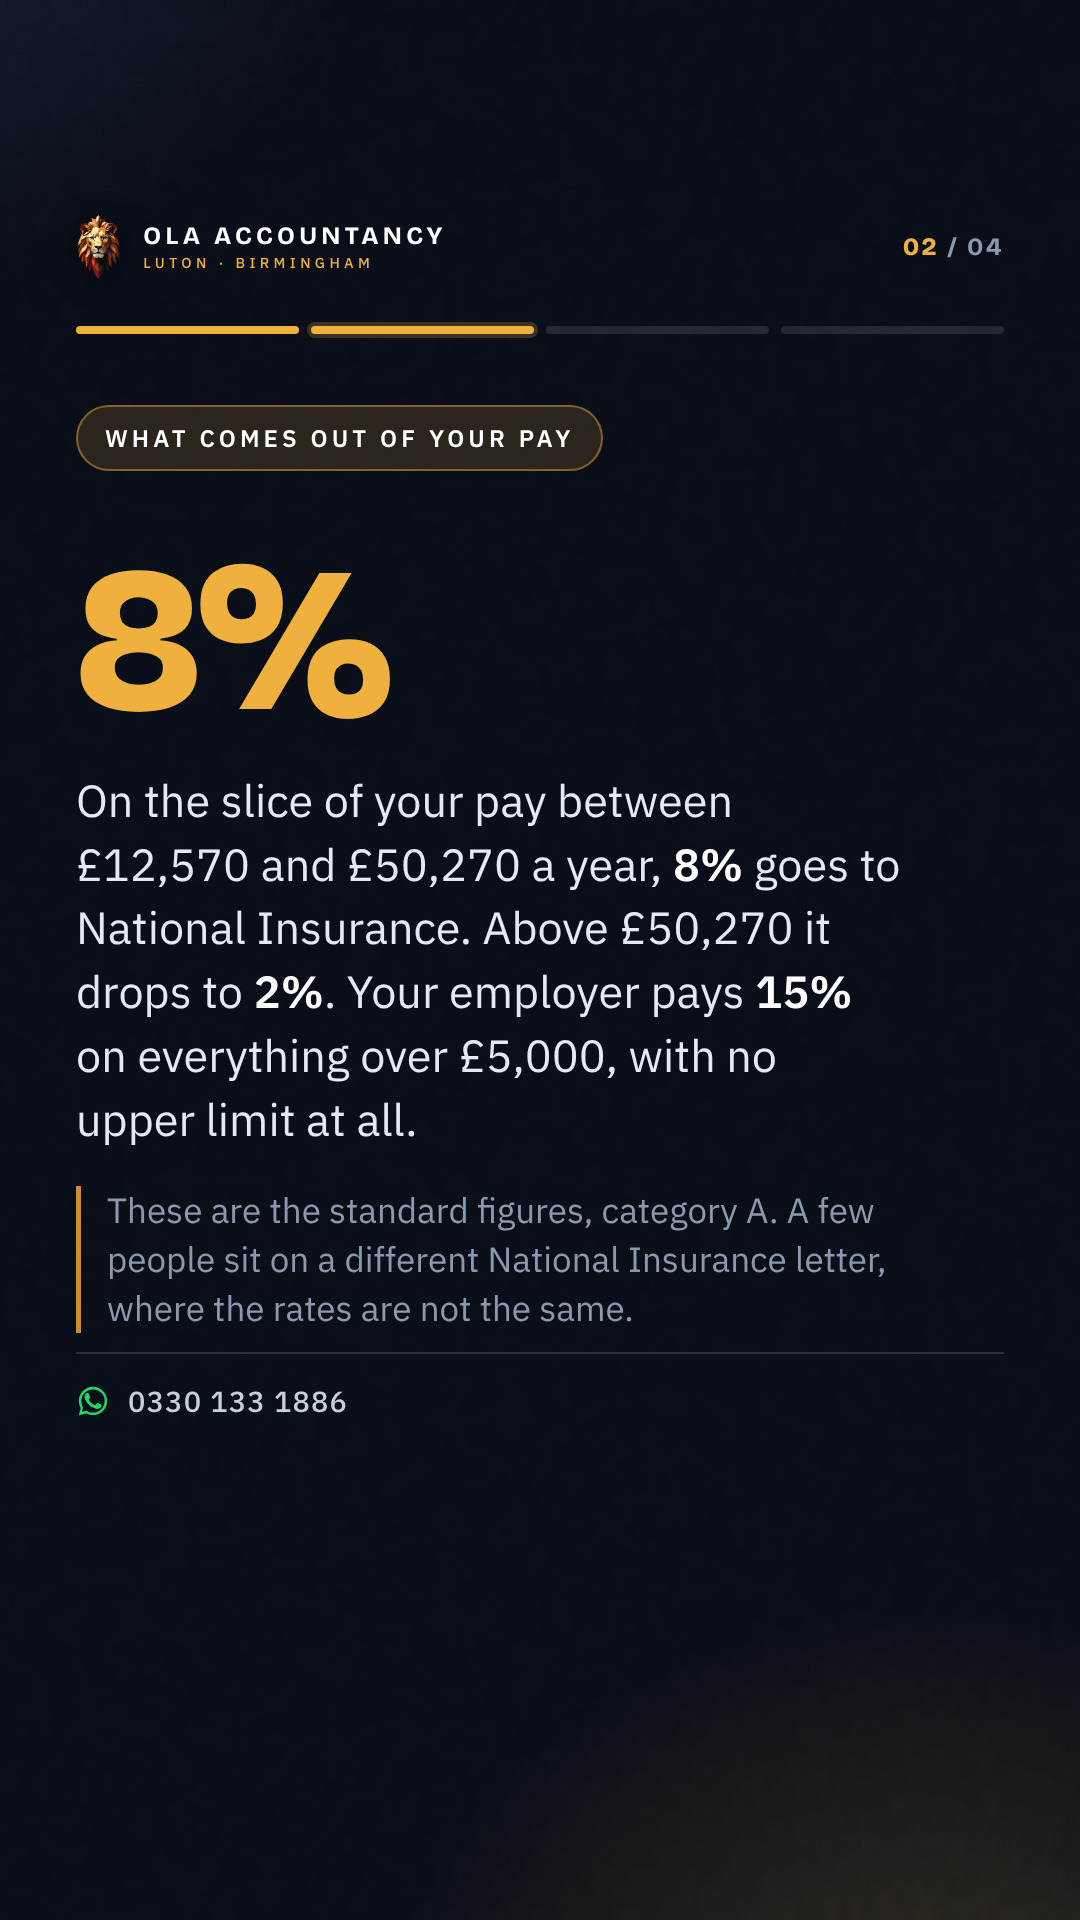 OLA ACCOUNTANCY
LUTON · BIRMINGHAM
02 / 04
WHAT COMES OUT OF YOUR PAY
8%
On the slice of your pay between
£12,570 and £50,270 a year, 8% goes to
National Insurance. Above £50,270 it
drops to 2%. Your employer pays 15%
on everything over £5,000, with no
upper limit at all.
These are the standard figures, category A. A few
people sit on a different National Insurance letter,
where the rates are not the same.
0330 133 1886